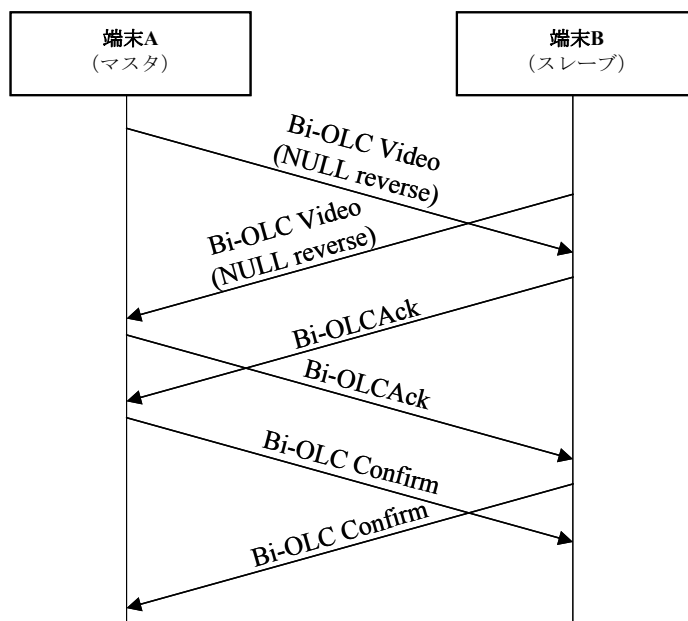 端末A
（マスタ）
端末B
（スレーブ）
Bi-OLC Video
(NULL reverse)
Bi-OLC Video
(NULL reverse)
Bi-OLCAck
Bi-OLCAck
Bi-OLC Confirm
Bi-OLC Confirm